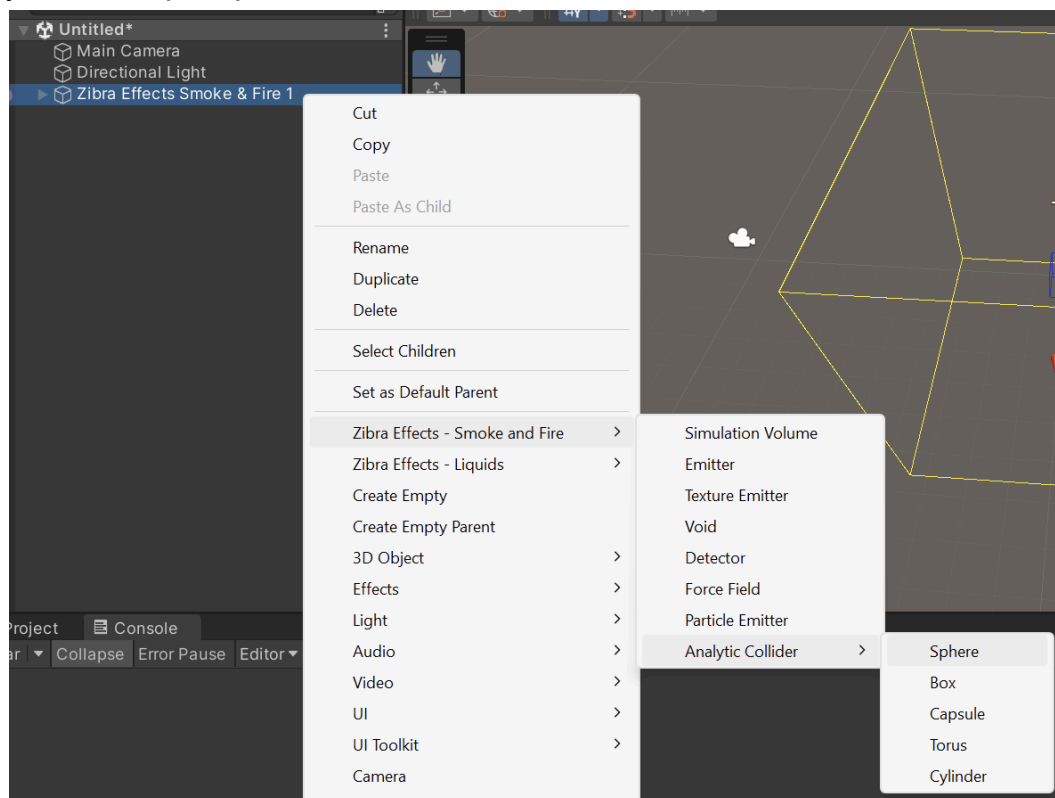 Untitled*
Main Camera
Directional Light
Zibra Effects Smoke & Fire 1
Cut
Copy
Paste
Paste As Child
Rename
Duplicate
Delete
Select Children
Set as Default Parent
Zibra Effects - Smoke and Fire
Zibra Effects - Liquids
Create Empty
Create Empty Parent
3D Object
Effects
Light
Audio
Video
UI
UI Toolkit
Camera
Simulation Volume
Emitter
Texture Emitter
Void
Detector
Force Field
Particle Emitter
Analytic Collider
Sphere
Box
Capsule
Torus
Cylinder
Project
Console
ar
Collapse
Error Pause
Editor